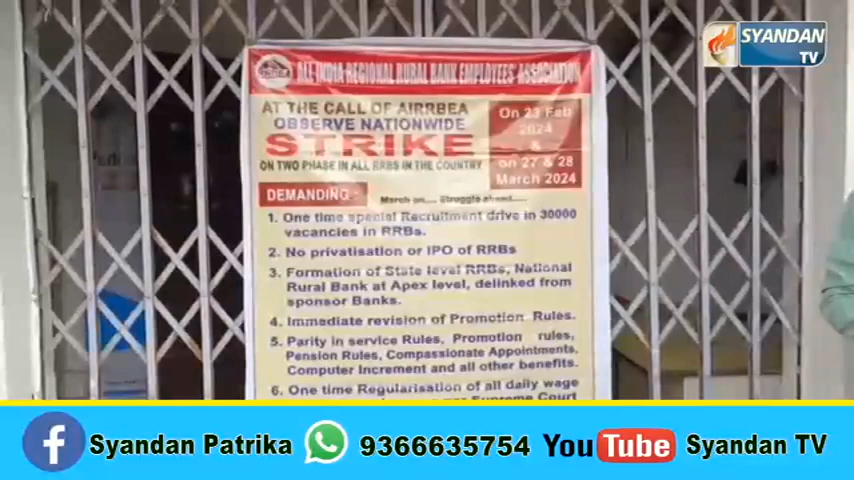 SYANDAN
TV
ALL INDIA REGIONAL RURAL BANK EMPLOYEES' ASSOCIATION
AT THE CALL OF AIRRBEA
OBSERVE NATIONWIDE
STRIKE
ON TWO PHASE IN ALL RRBS IN THE COUNTRY
On 23 Feb
2024
&
on 27 & 28
March 2024
DEMANDING:-
March on.... Struggle ahead.....
1. One time special Recruitment drive in 30000
vacancies in RRBs.
2. No privatisation or IPO of RRBs
3. Formation of State level RRBs, National
Rural Bank at Apex level, delinked from
sponsor Banks.
4. Immediate revision of Promotion Rules.
5. Parity in service Rules, Promotion rules,
Pension Rules, Compassionate Appointments,
Computer Increment and all other benefits.
6. One time Regularisation of all daily wage
Supreme Court
f Syandan Patrika 9366635754 YouTube Syandan TV